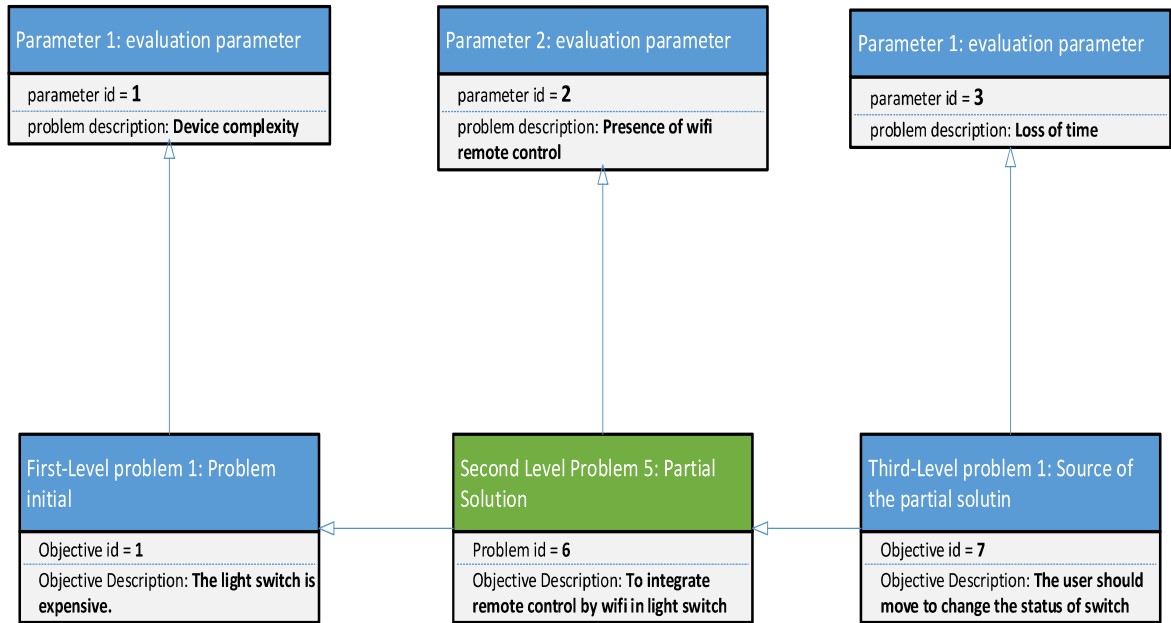 Parameter 1: evaluation parameter
parameter id = 1
problem description: Device complexity
Parameter 2: evaluation parameter
parameter id = 2
problem description: Presence of wifi
remote control
Parameter 1: evaluation parameter
parameter id = 3
problem description: Loss of time
First-Level problem 1: Problem
initial
Objective id = 1
Objective Description: The light switch is
expensive.
Second Level Problem 5: Partial
Solution
Problem id = 6
Objective Description: To integrate
remote control by wifi in light switch
Third-Level problem 1: Source of
the partial solutin
Objective id = 7
Objective Description: The user should
move to change the status of switch